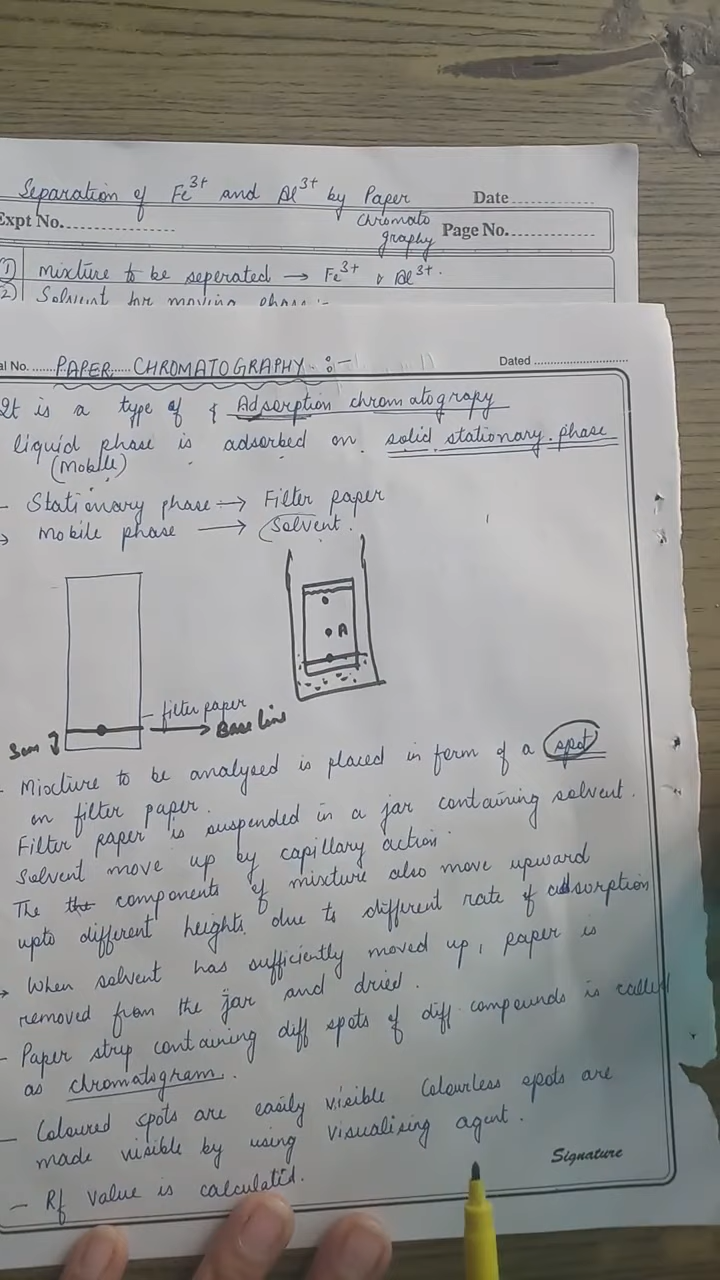 Separation of Fe3+ and Al3+ by Paper Chromatography
Date..............
Expt No...........................
Page No................
1) Mixture to be seperated → Fe3+ & Al3+.
2) Solvent for moving phase :-
al No. ......PAPER..... CHROMATOGRAPHY :-
Dated ............................
It is a type of Adsorption chromatograpy
liquid phase is adsorbed on solid stationary phase
(Mobile)
- Stationary phase → Filter paper
→ Mobile phase → Solvent.
A
- filter paper
→ Base line
5cm
- Mixture to be analysed is placed in form of a spot
on filter paper.
Filter paper is suspended in a jar containing solvent.
Solvent move up by capillary action.
The components of mixture also move upward
upto different heights due to different rate of adsorption
→ When solvent has sufficiently moved up, paper is
removed from the jar and dried.
- Paper strip containing diff spots of diff compounds is called
as chromatogram.
- Coloured spots are easily visible Colourless spots are
made visible by using visualising agent.
- Rf value is calculated.
Signature